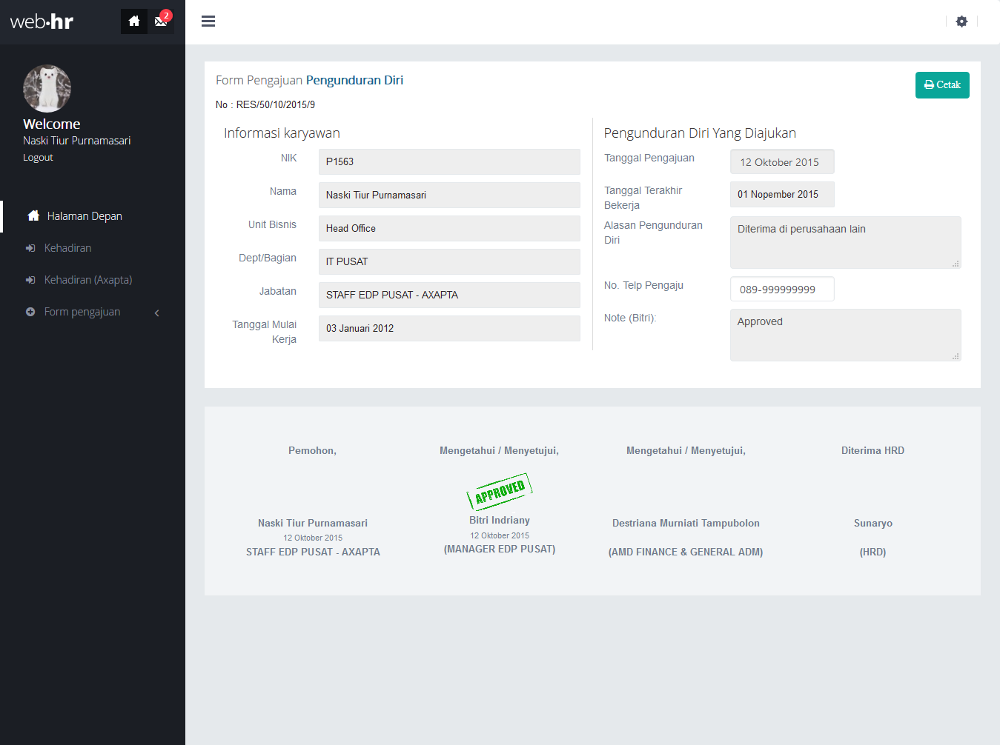 web•hr
2
Welcome
Naski Tiur Purnamasari
Logout
Halaman Depan
Kehadiran
Kehadiran (Axapta)
Form pengajuan
Form Pengajuan Pengunduran Diri
Cetak
No : RES/50/10/2015/9
Informasi karyawan
NIK
P1563
Nama
Naski Tiur Purnamasari
Unit Bisnis
Head Office
Dept/Bagian
IT PUSAT
Jabatan
STAFF EDP PUSAT - AXAPTA
Tanggal Mulai
Kerja
03 Januari 2012
Pengunduran Diri Yang Diajukan
Tanggal Pengajuan
12 Oktober 2015
Tanggal Terakhir
Bekerja
01 Nopember 2015
Alasan Pengunduran
Diri
Diterima di perusahaan lain
No. Telp Pengaju
089-999999999
Note (Bitri):
Approved
Pemohon,
Naski Tiur Purnamasari
12 Oktober 2015
STAFF EDP PUSAT - AXAPTA
Mengetahui / Menyetujui,
APPROVED
Bitri Indriany
12 Oktober 2015
(MANAGER EDP PUSAT)
Mengetahui / Menyetujui,
Destriana Murniati Tampubolon
(AMD FINANCE & GENERAL ADM)
Diterima HRD
Sunaryo
(HRD)